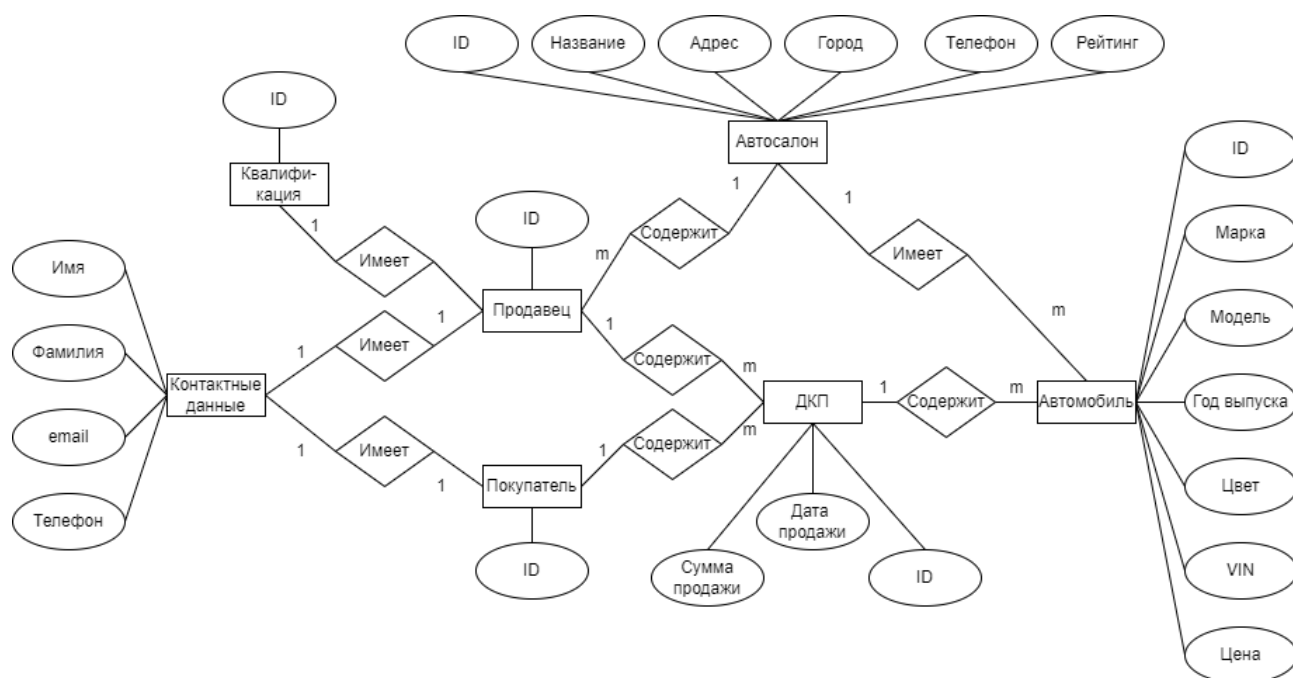 ID
Название
Адрес
Город
Телефон
Рейтинг
ID
Автосалон
ID
Квалифи-
кация
1
1
1
ID
Содержит
Марка
Имя
m
Имеет
Имеет
Продавец
m
Модель
1
1
1
Имеет
1
Фамилия
Содержит
m
Контактные
данные
ДКП
1
Содержит
m
Автомобиль
Год выпуска
email
m
1
Имеет
1
Содержит
1
Покупатель
Цвет
Телефон
Дата
продажи
ID
Сумма
продажи
ID
VIN
Цена